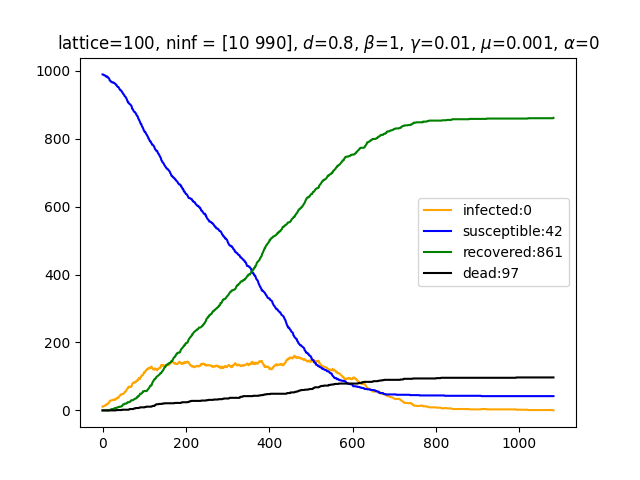 lattice=100, ninf = [10 990], d=0.8, β=1, γ=0.01, μ=0.001, α=0
1000
800
600
400
200
0
infected:0
susceptible:42
recovered:861
dead:97
0 200 400 600 800 1000